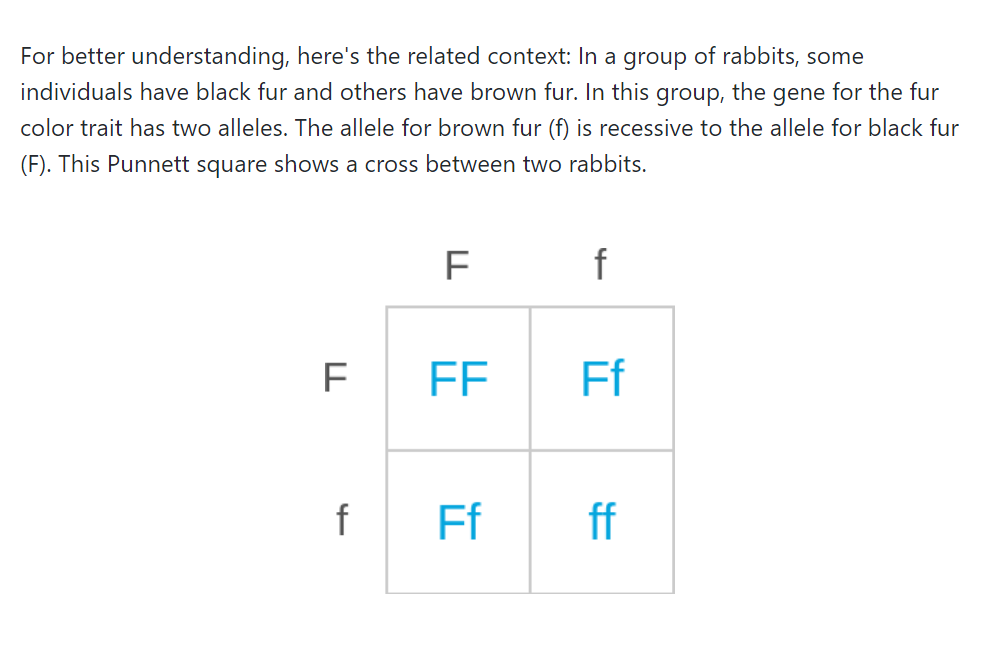 For better understanding, here's the related context: In a group of rabbits, some
individuals have black fur and others have brown fur. In this group, the gene for the fur
color trait has two alleles. The allele for brown fur (f) is recessive to the allele for black fur
(F). This Punnett square shows a cross between two rabbits.
F f
F FF Ff
f Ff ff